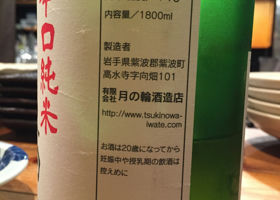 内容量／1800ml
製造者
岩手県紫波郡紫波町
高水寺字向畑101
有限会社 月の輪酒造店
http://www.tsukinowa-
iwate.com
お酒は20歳になってから
妊娠中や授乳期の飲酒は
控えめに
辛口純米